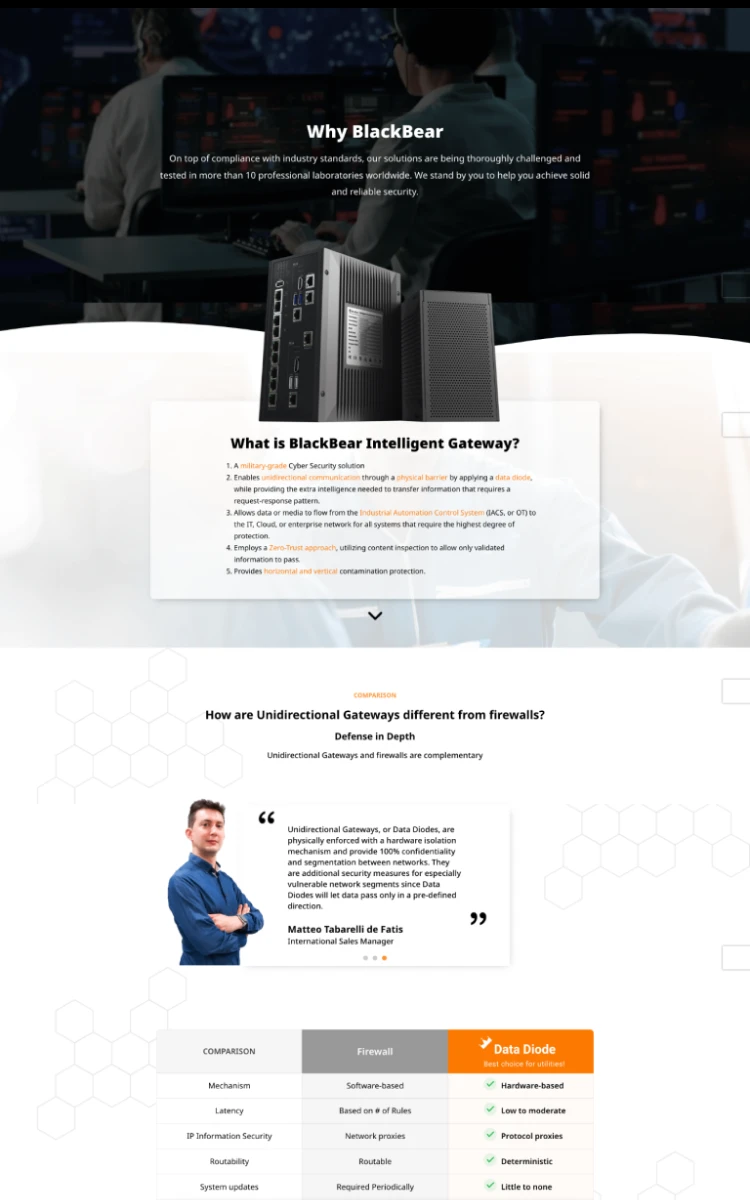 Why BlackBear
On top of compliance with industry standards, our solutions are being thoroughly challenged and
tested in more than 10 professional laboratories worldwide. We stand by you to help you achieve solid
and reliable security.
What is BlackBear Intelligent Gateway?
1. A military-grade Cyber Security solution
2. Enables unidirectional communication through a physical barrier by applying a data diode,
while providing the extra intelligence needed to transfer information that requires a
request-response pattern.
3. Allows data or media to flow from the Industrial Automation Control System (IACS, or OT) to
the IT, Cloud, or enterprise network for all systems that require the highest degree of
protection.
4. Employs a Zero-Trust approach, utilizing content inspection to allow only validated
information to pass.
5. Provides horizontal and vertical contamination protection.
COMPARISON
How are Unidirectional Gateways different from firewalls?
Defense in Depth
Unidirectional Gateways and firewalls are complementary
“
Unidirectional Gateways, or Data Diodes, are
physically enforced with a hardware isolation
mechanism and provide 100% confidentiality
and segmentation between networks. They
are additional security measures for especially
vulnerable network segments since Data
Diodes will let data pass only in a pre-defined
direction.
”
Matteo Tabarelli de Fatis
International Sales Manager
COMPARISON Firewall Data Diode
Best choice for utilities!
Mechanism Software-based Hardware-based
Latency Based on # of Rules Low to moderate
IP Information Security Network proxies Protocol proxies
Routability Routable Deterministic
System updates Required Periodically Little to none